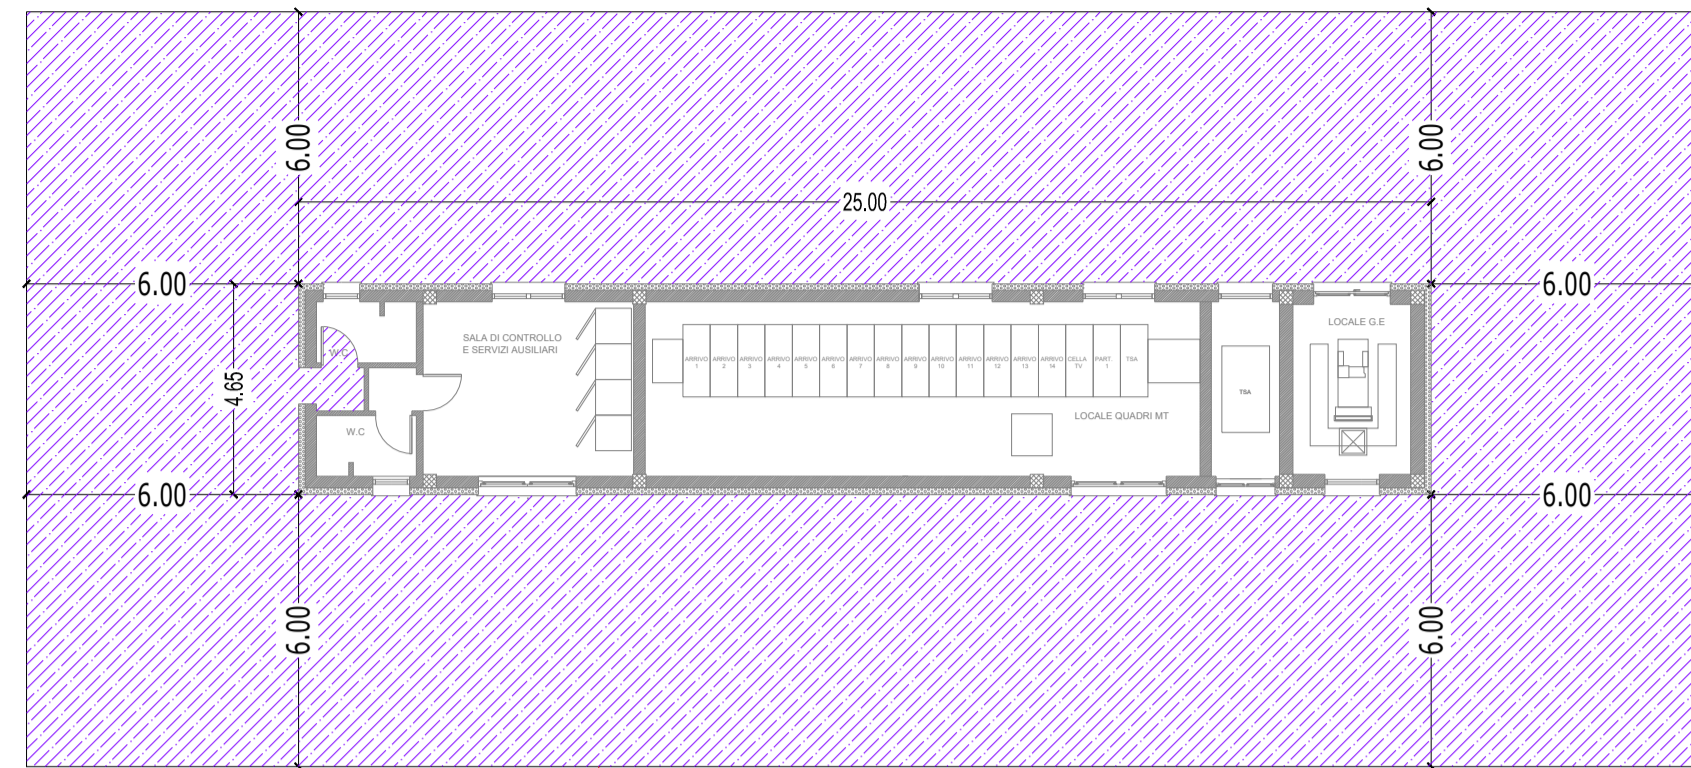 6.00
6.00
25.00
6.00
6.00
4.65
SALA DI CONTROLLO
E SERVIZI AUSILIARI
LOCALE G.E
W.C
ARRIVO
1
ARRIVO
2
ARRIVO
3
ARRIVO
4
ARRIVO
5
ARRIVO
6
ARRIVO
7
ARRIVO
8
ARRIVO
9
ARRIVO
10
ARRIVO
11
ARRIVO
12
ARRIVO
13
ARRIVO
14
CELLA
TV
PART.
1
TSA
TSA
LOCALE QUADRI MT
W.C
6.00
6.00
6.00
6.00